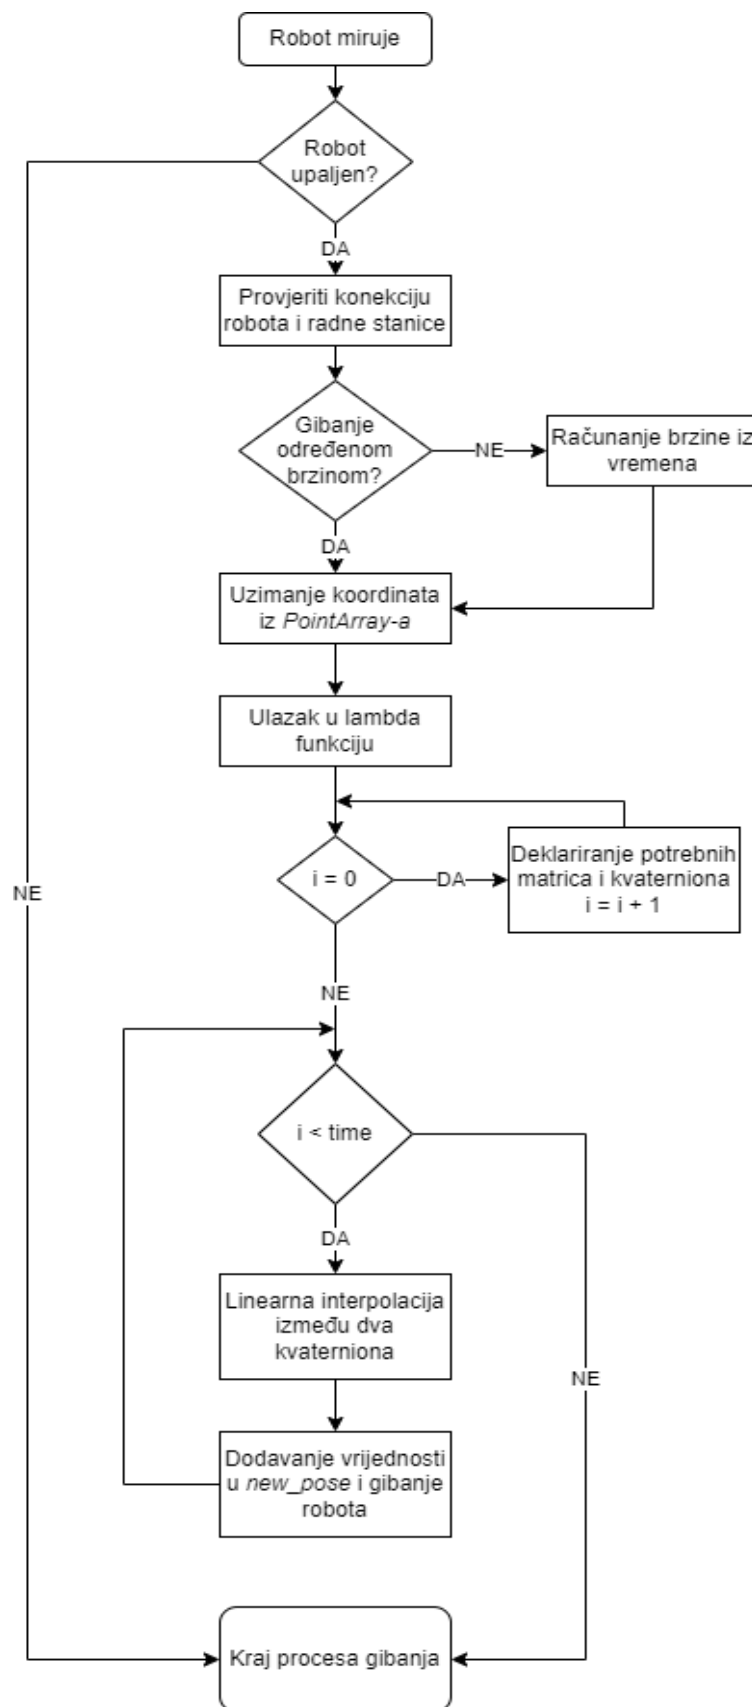 Robot miruje
Robot
upaljen?
DA
Provjeriti konekciju
robota i radne stanice
Gibanje
određenom
brzinom?
NE
Računanje brzine iz
vremena
DA
Uzimanje koordinata
iz PointArray-a
Ulazak u lambda
funkciju
i = 0
DA
Deklariranje potrebnih
matrica i kvaterniona
i = i + 1
NE
NE
i < time
DA
Linearna interpolacija
između dva
kvaterniona
NE
Dodavanje vrijednosti
u new_pose i gibanje
robota
Kraj procesa gibanja